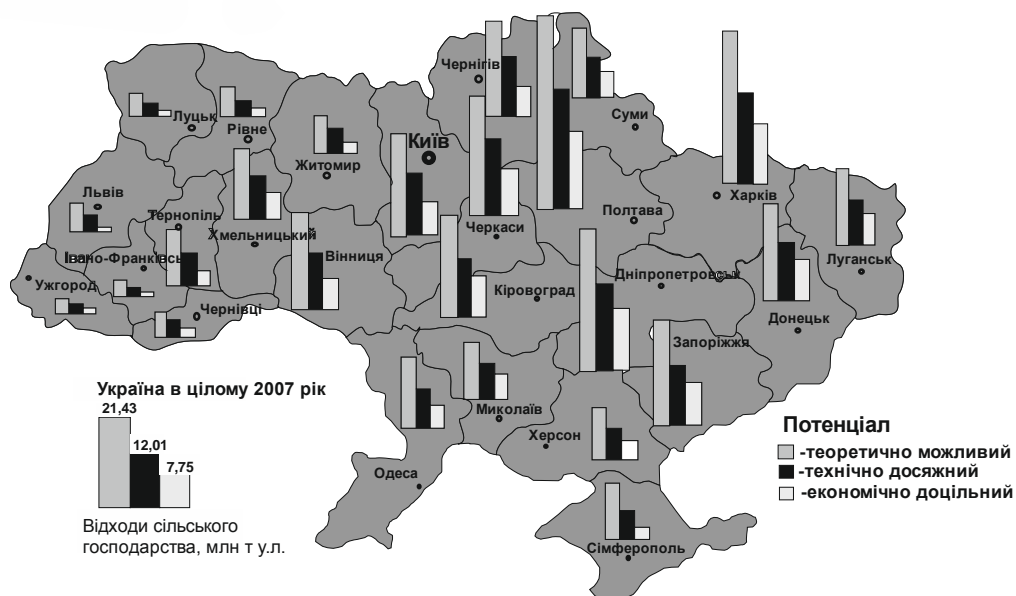 Чернігів
Суми
Луцьк
Рівне
Київ
Житомир
Львів
Харків
Тернопіль
Полтава
Хмельницький
Черкаси
Вінниця
Івано-Франківсь
Луганськ
Ужгород
Дніпропетровськ
Кіровоград
Чернівці
Донецьк
Запоріжжя
Миколаїв
Херсон
Одеса
Сімферополь
Україна в цілому 2007 рік
21,43
12,01
7,75
Відходи сільського
господарства, млн т у.л.
Потенціал
-теоретично можливий
-технічно досяжний
-економічно доцільний